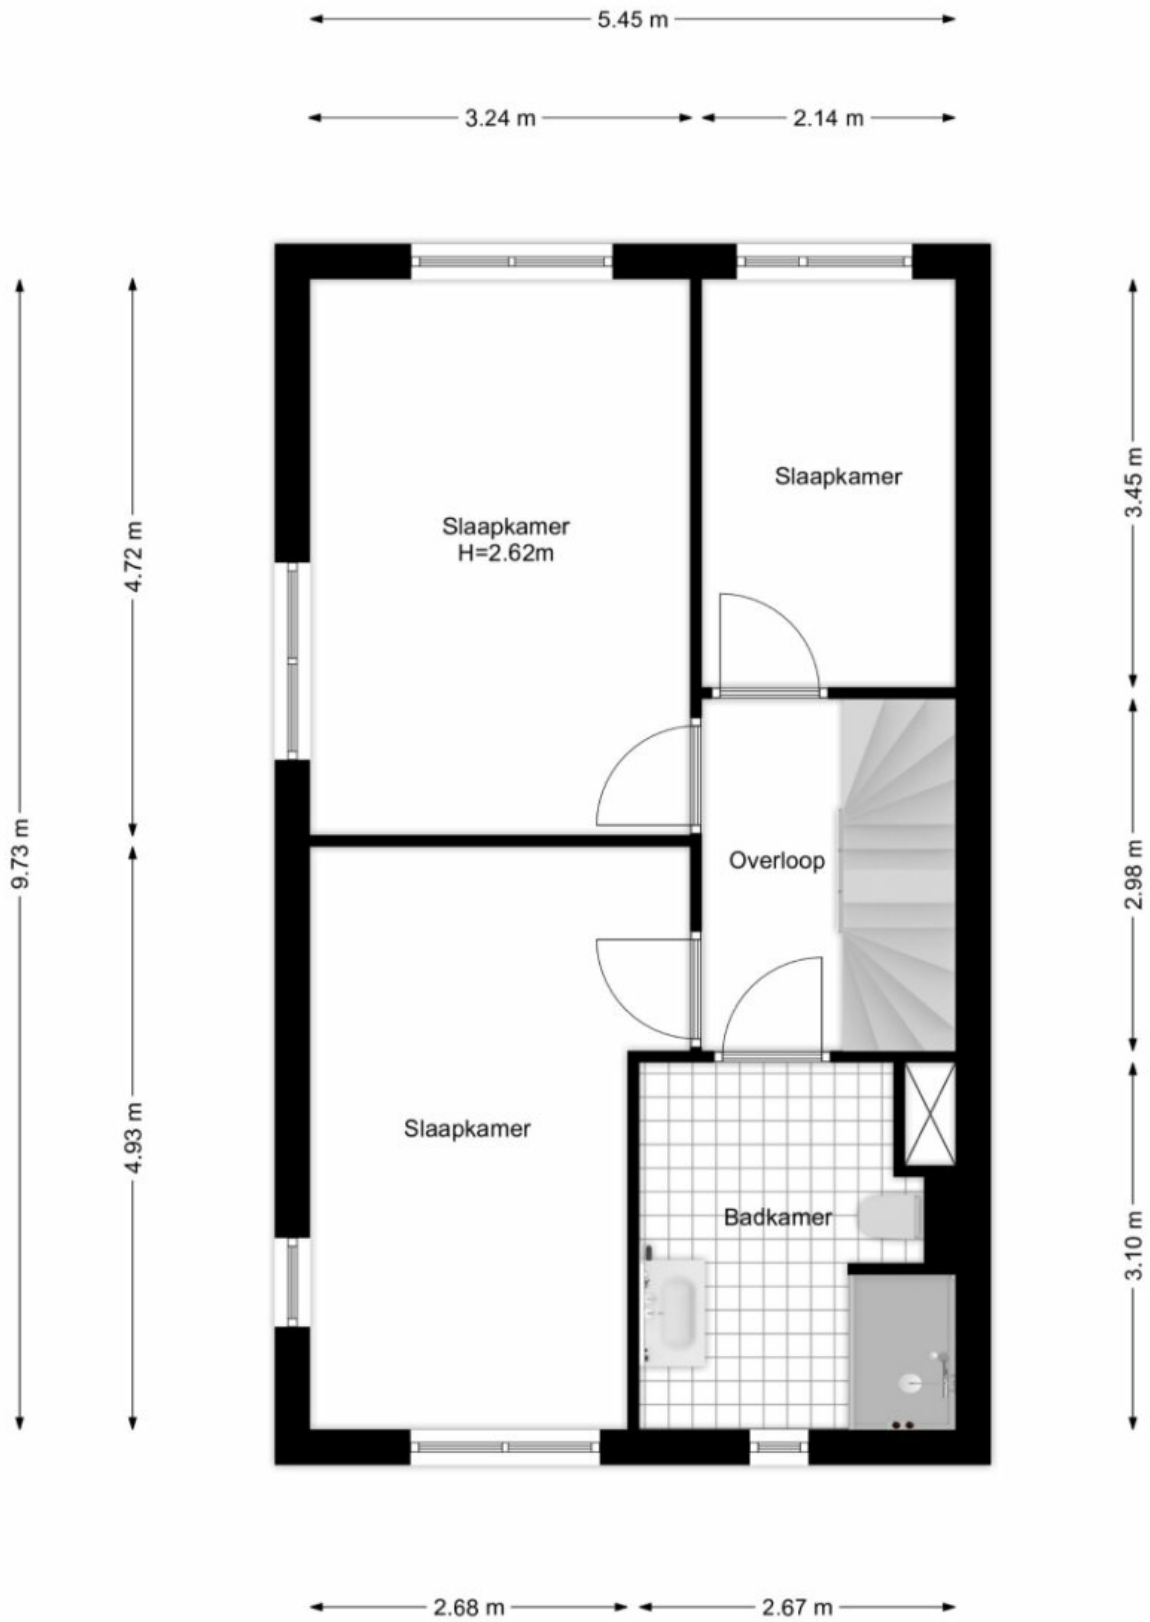 5.45 m
3.24 m
2.14 m
Slaapkamer
H=2.62m
Slaapkamer
4.72 m
3.45 m
9.73 m
Overloop
2.98 m
Slaapkamer
4.93 m
Badkamer
3.10 m
2.68 m
2.67 m